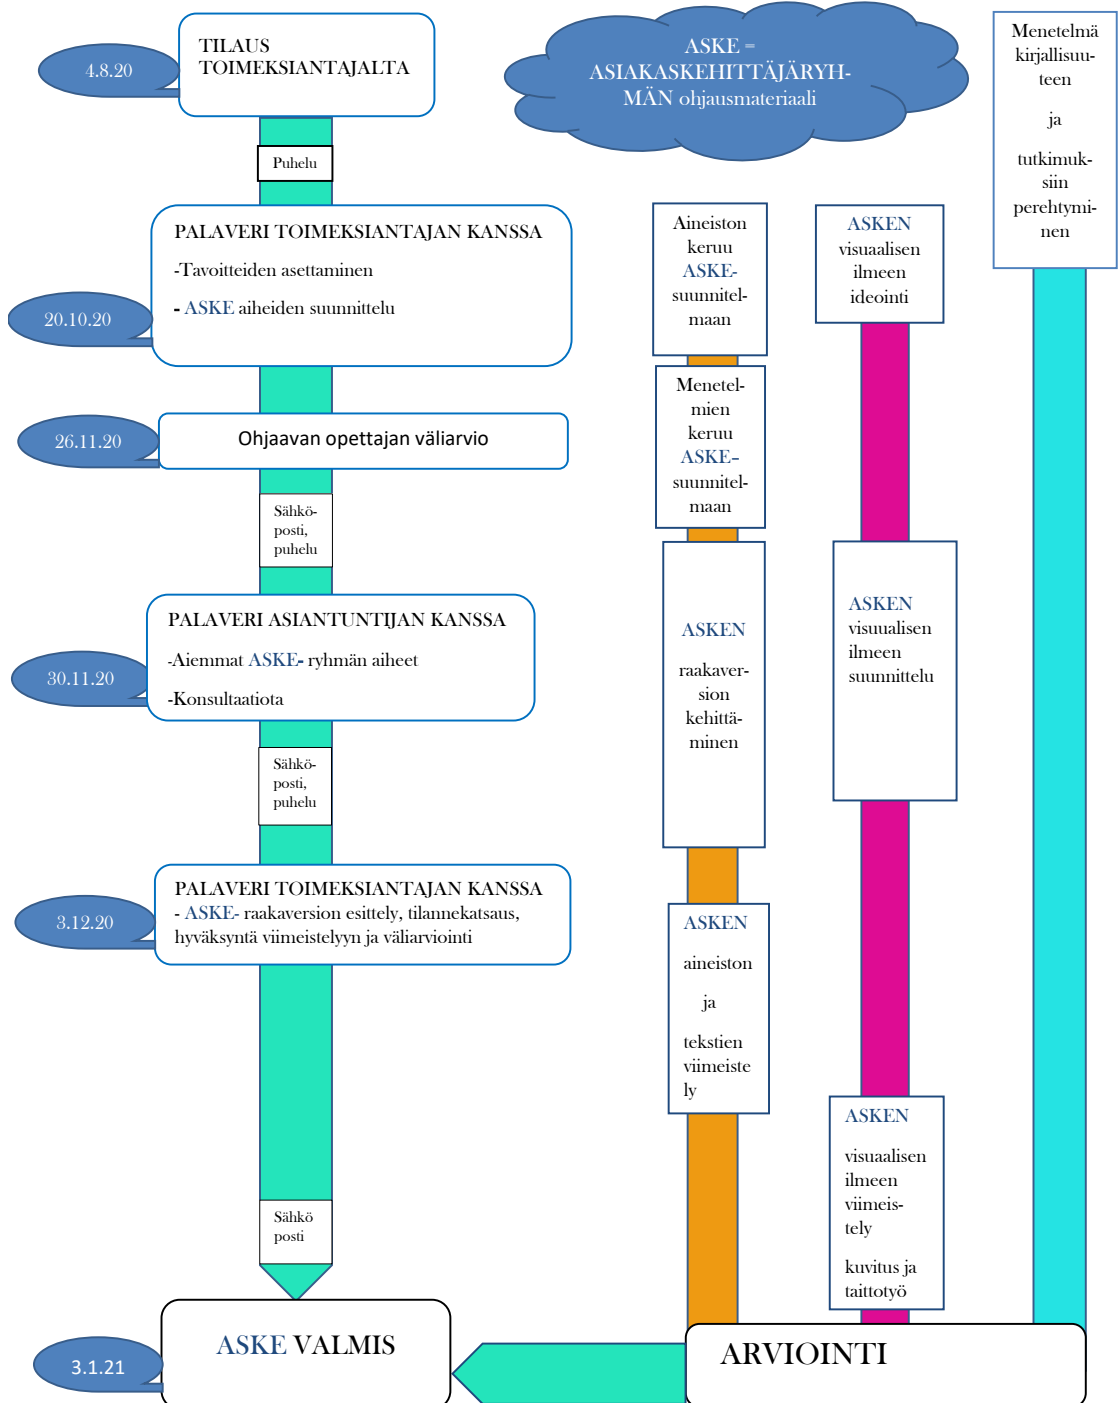 4.8.20
TILAUS
TOIMEKSIANTAJALTA
Puhelu
ASKE =
ASIAKASKEHITTÄJÄRYH-
MÄN ohjausmateriaali
Menetelmä
kirjallisuu-
teen
ja
tutkimuk-
siin
perehtymi-
nen
20.10.20
PALAVERI TOIMEKSIANTAJAN KANSSA
-Tavoitteiden asettaminen
- ASKE aiheiden suunnittelu
26.11.20
Ohjaavan opettajan väliarvio
Sähkö-
posti,
puhelu
30.11.20
PALAVERI ASIANTUNTIJAN KANSSA
-Aiemmat ASKE- ryhmän aiheet
-Konsultaatiota
Sähkö-
posti,
puhelu
3.12.20
PALAVERI TOIMEKSIANTAJAN KANSSA
- ASKE- raakaversion esittely, tilannekatsaus,
hyväksyntä viimeistelyyn ja väliarviointi
Sähkö
posti
Aineiston
keruu
ASKE-
suunnitel-
maan
Menetel-
mien
keruu
ASKE-
suunnitel-
maan
ASKEN
raakaver-
sion
kehittä-
minen
ASKEN
aineiston
ja
tekstien
viimeiste
ly
ASKEN
visuaalisen
ilmeen
ideointi
ASKEN
visuualisen
ilmeen
suunnittelu
ASKEN
visuaalisen
ilmeen
viimeis-
tely
kuvitus ja
taittotyö
3.1.21
ASKE VALMIS
ARVIOINTI